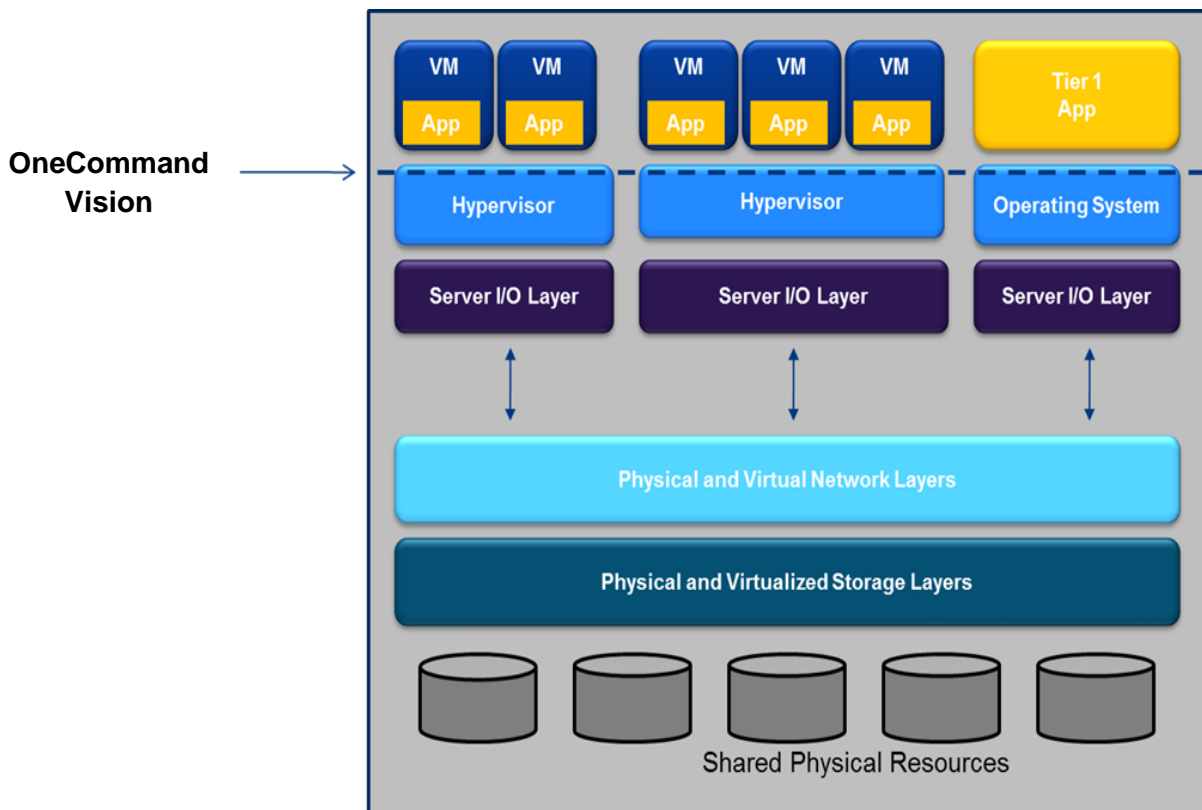 VM
App
VM
App
VM
App
VM
App
VM
App
Tier 1
App
OneCommand
Vision
Hypervisor
Hypervisor
Operating System
Server I/O Layer
Server I/O Layer
Server I/O Layer
Physical and Virtual Network Layers
Physical and Virtualized Storage Layers
Shared Physical Resources